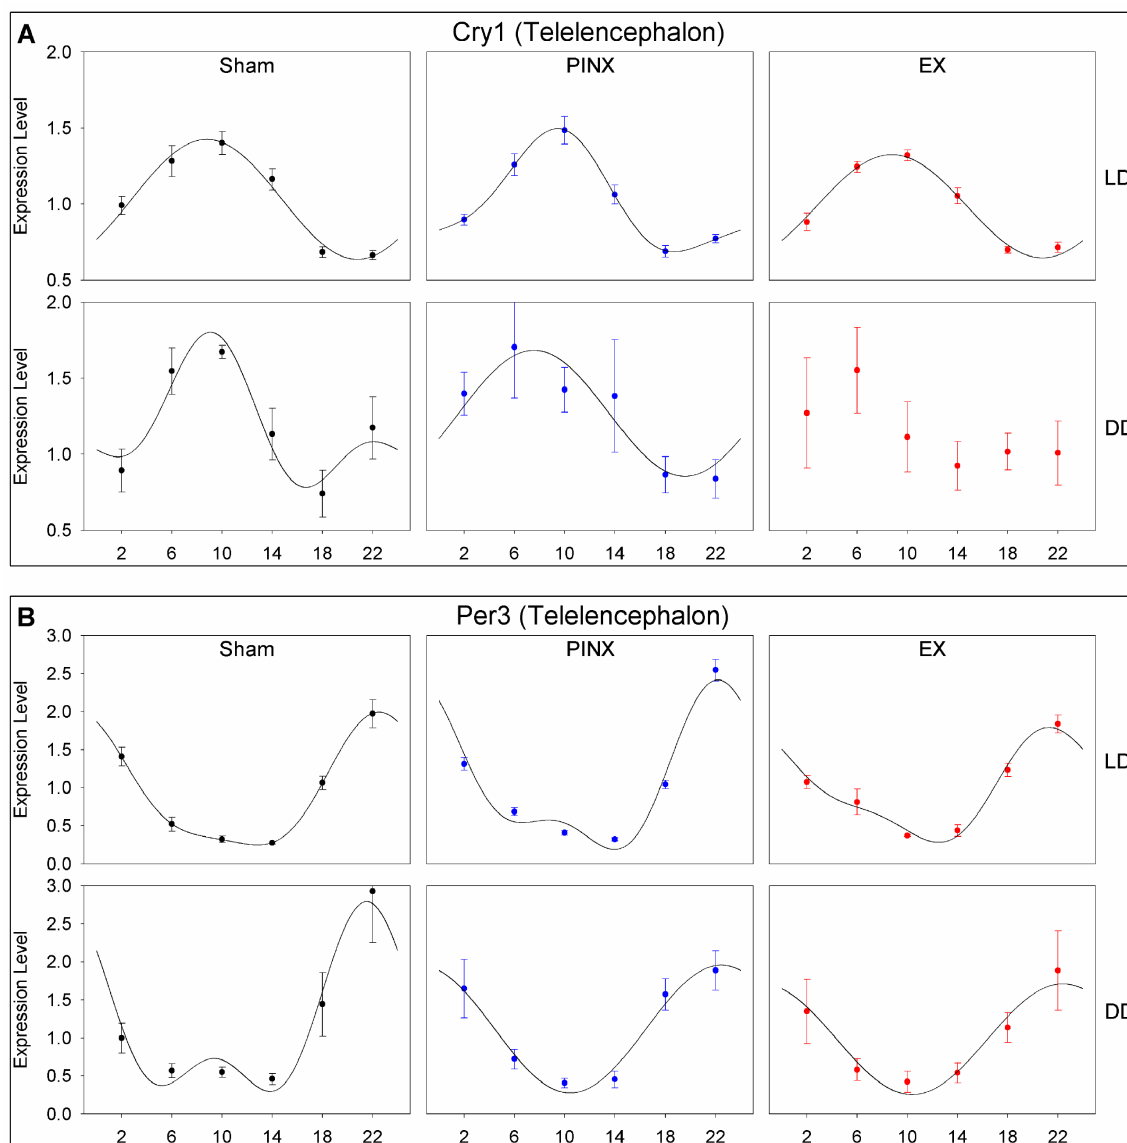 A
Cry1 (Telelencephalon)
Sham PINX EX
Expression Level
2.0
1.5
1.0
0.5
LD
Expression Level
2.0
1.5
1.0
0.5
DD
2 6 10 14 18 22 2 6 10 14 18 22 2 6 10 14 18 22
B
Per3 (Telelencephalon)
Sham PINX EX
Expression Level
3.0
2.5
2.0
1.5
1.0
0.5
0.0
LD
Expression Level
3.0
2.5
2.0
1.5
1.0
0.5
0.0
DD
2 6 10 14 18 22 2 6 10 14 18 22 2 6 10 14 18 22